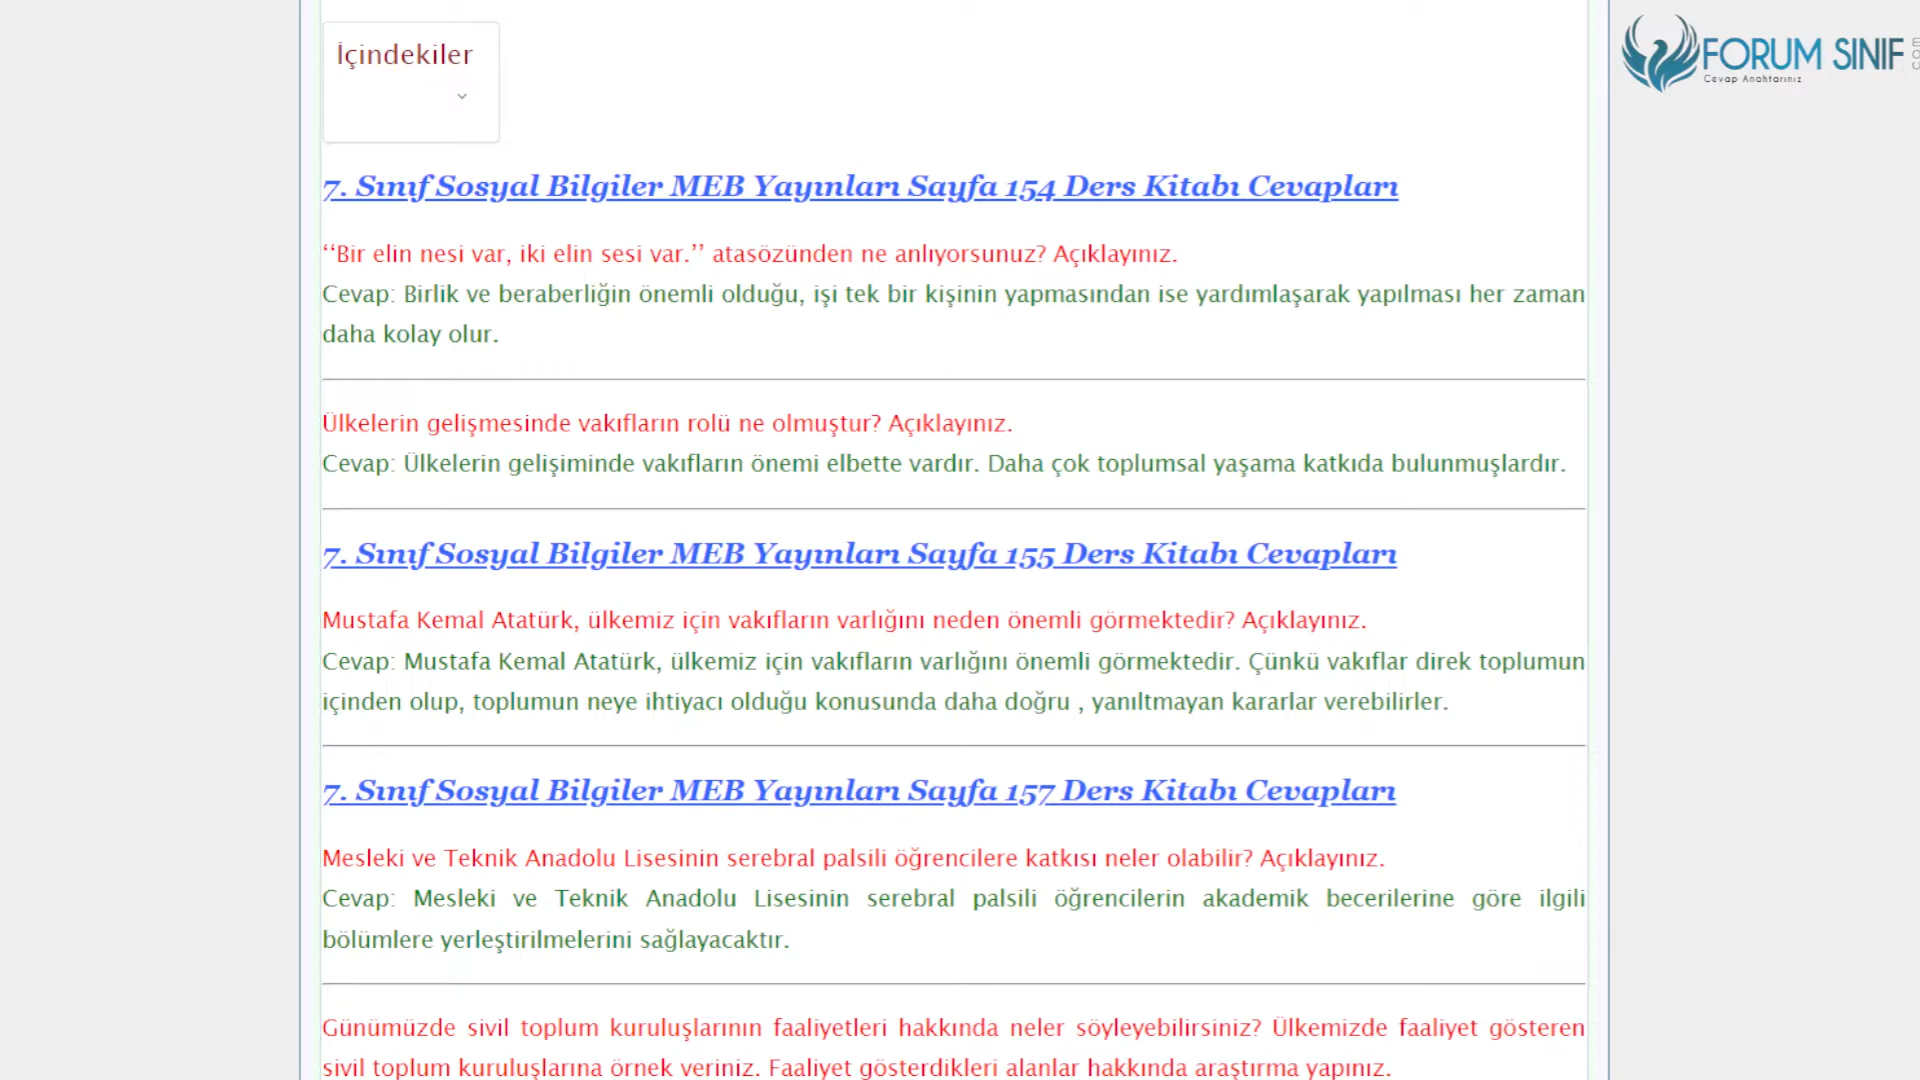 İçindekiler
FORUM SINIF
Cevap Anahtarınız
7. Sınıf Sosyal Bilgiler MEB Yayınları Sayfa 154 Ders Kitabı Cevapları
‘‘Bir elin nesi var, iki elin sesi var.’’ atasözünden ne anlıyorsunuz? Açıklayınız.
Cevap: Birlik ve beraberliğin önemli olduğu, işi tek bir kişinin yapmasından ise yardımlaşarak yapılması her zaman
daha kolay olur.
Ülkelerin gelişmesinde vakıfların rolü ne olmuştur? Açıklayınız.
Cevap: Ülkelerin gelişiminde vakıfların önemi elbette vardır. Daha çok toplumsal yaşama katkıda bulunmuşlardır.
7. Sınıf Sosyal Bilgiler MEB Yayınları Sayfa 155 Ders Kitabı Cevapları
Mustafa Kemal Atatürk, ülkemiz için vakıfların varlığını neden önemli görmektedir? Açıklayınız.
Cevap: Mustafa Kemal Atatürk, ülkemiz için vakıfların varlığını önemli görmektedir. Çünkü vakıflar direk toplumun
içinden olup, toplumun neye ihtiyacı olduğu konusunda daha doğru , yanıltmayan kararlar verebilirler.
7. Sınıf Sosyal Bilgiler MEB Yayınları Sayfa 157 Ders Kitabı Cevapları
Mesleki ve Teknik Anadolu Lisesinin serebral palsili öğrencilere katkısı neler olabilir? Açıklayınız.
Cevap: Mesleki ve Teknik Anadolu Lisesinin serebral palsili öğrencilerin akademik becerilerine göre ilgili
bölümlere yerleştirilmelerini sağlayacaktır.
Günümüzde sivil toplum kuruluşlarının faaliyetleri hakkında neler söyleyebilirsiniz? Ülkemizde faaliyet gösteren
sivil toplum kuruluşlarına örnek veriniz. Faaliyet gösterdikleri alanlar hakkında araştırma yapınız.